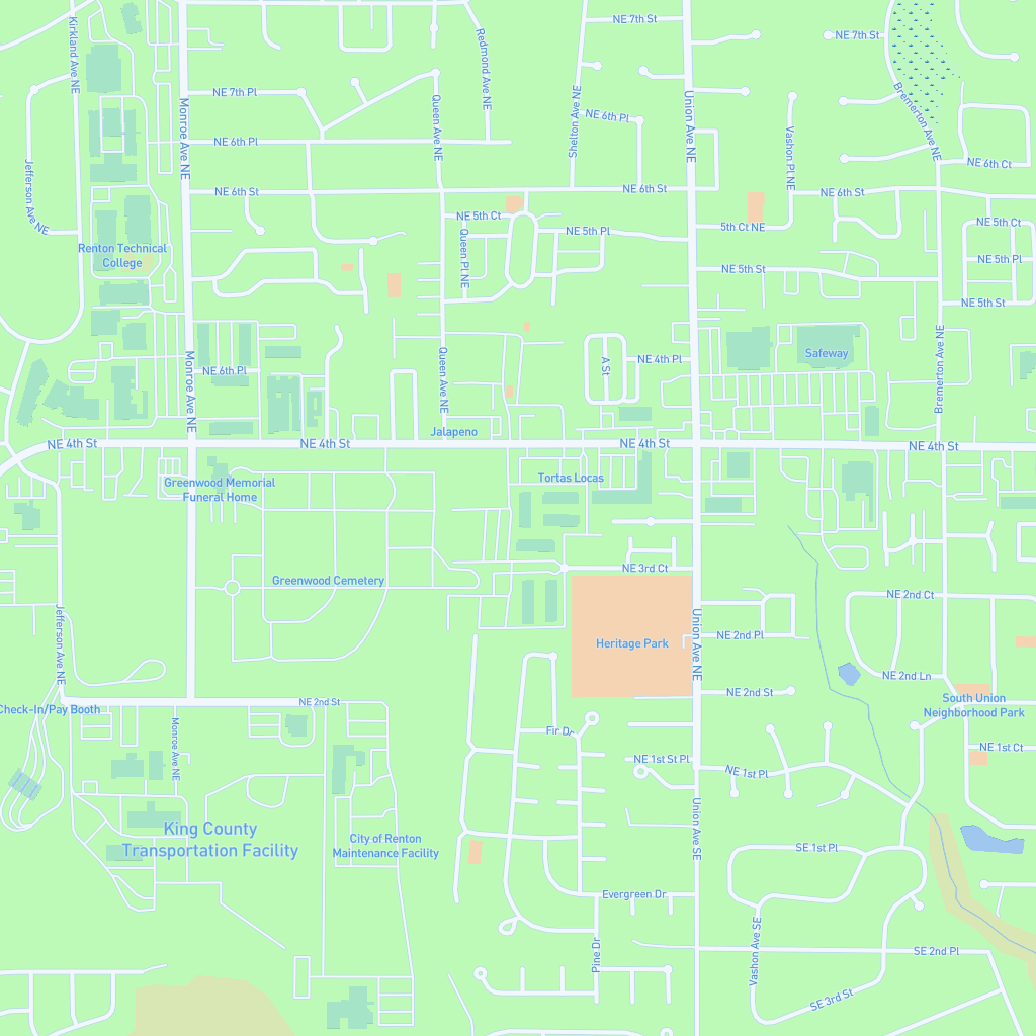 NE 7th St
Kirkland Ave NE
Redmond Ave NE
NE 7th St
NE 7th Pl
Monroe Ave NE
Queen Ave NE
Shelton Ave NE
NE 6th Pl
Union Ave NE
Bremerton Ave NE
Vashon Pl NE
NE 6th Pl
NE 6th Ct
Jefferson Ave NE
NE 6th St
NE 6th St
NE 6th St
NE 5th Ct
NE 5th Ct
5th Ct NE
NE 5th Pl
Queen Pl NE
Renton Technical
College
NE 5th Pl
NE 5th St
NE 5th St
Monroe Ave NE
Queen Ave NE
A St
NE 4th Pl
Safeway
Bremerton Ave NE
NE 6th Pl
Jalapeno
NE 4th St
NE 4th St
NE 4th St
NE 4th St
Greenwood Memorial
Funeral Home
Tortas Locas
NE 3rd Ct
Greenwood Cemetery
NE 2nd Ct
Jefferson Ave NE
Union Ave NE
NE 2nd Pl
Heritage Park
NE 2nd Ln
NE 2nd St
NE 2nd St
South Union
Neighborhood Park
Check-In/Pay Booth
Monroe Ave NE
Fir Dr
NE 1st Ct
NE 1st St Pl
NE 1st Pl
King County
Transportation Facility
City of Renton
Maintenance Facility
Union Ave SE
SE 1st Pl
Evergreen Dr
Pine Dr
Vashon Ave SE
SE 2nd Pl
SE 3rd St